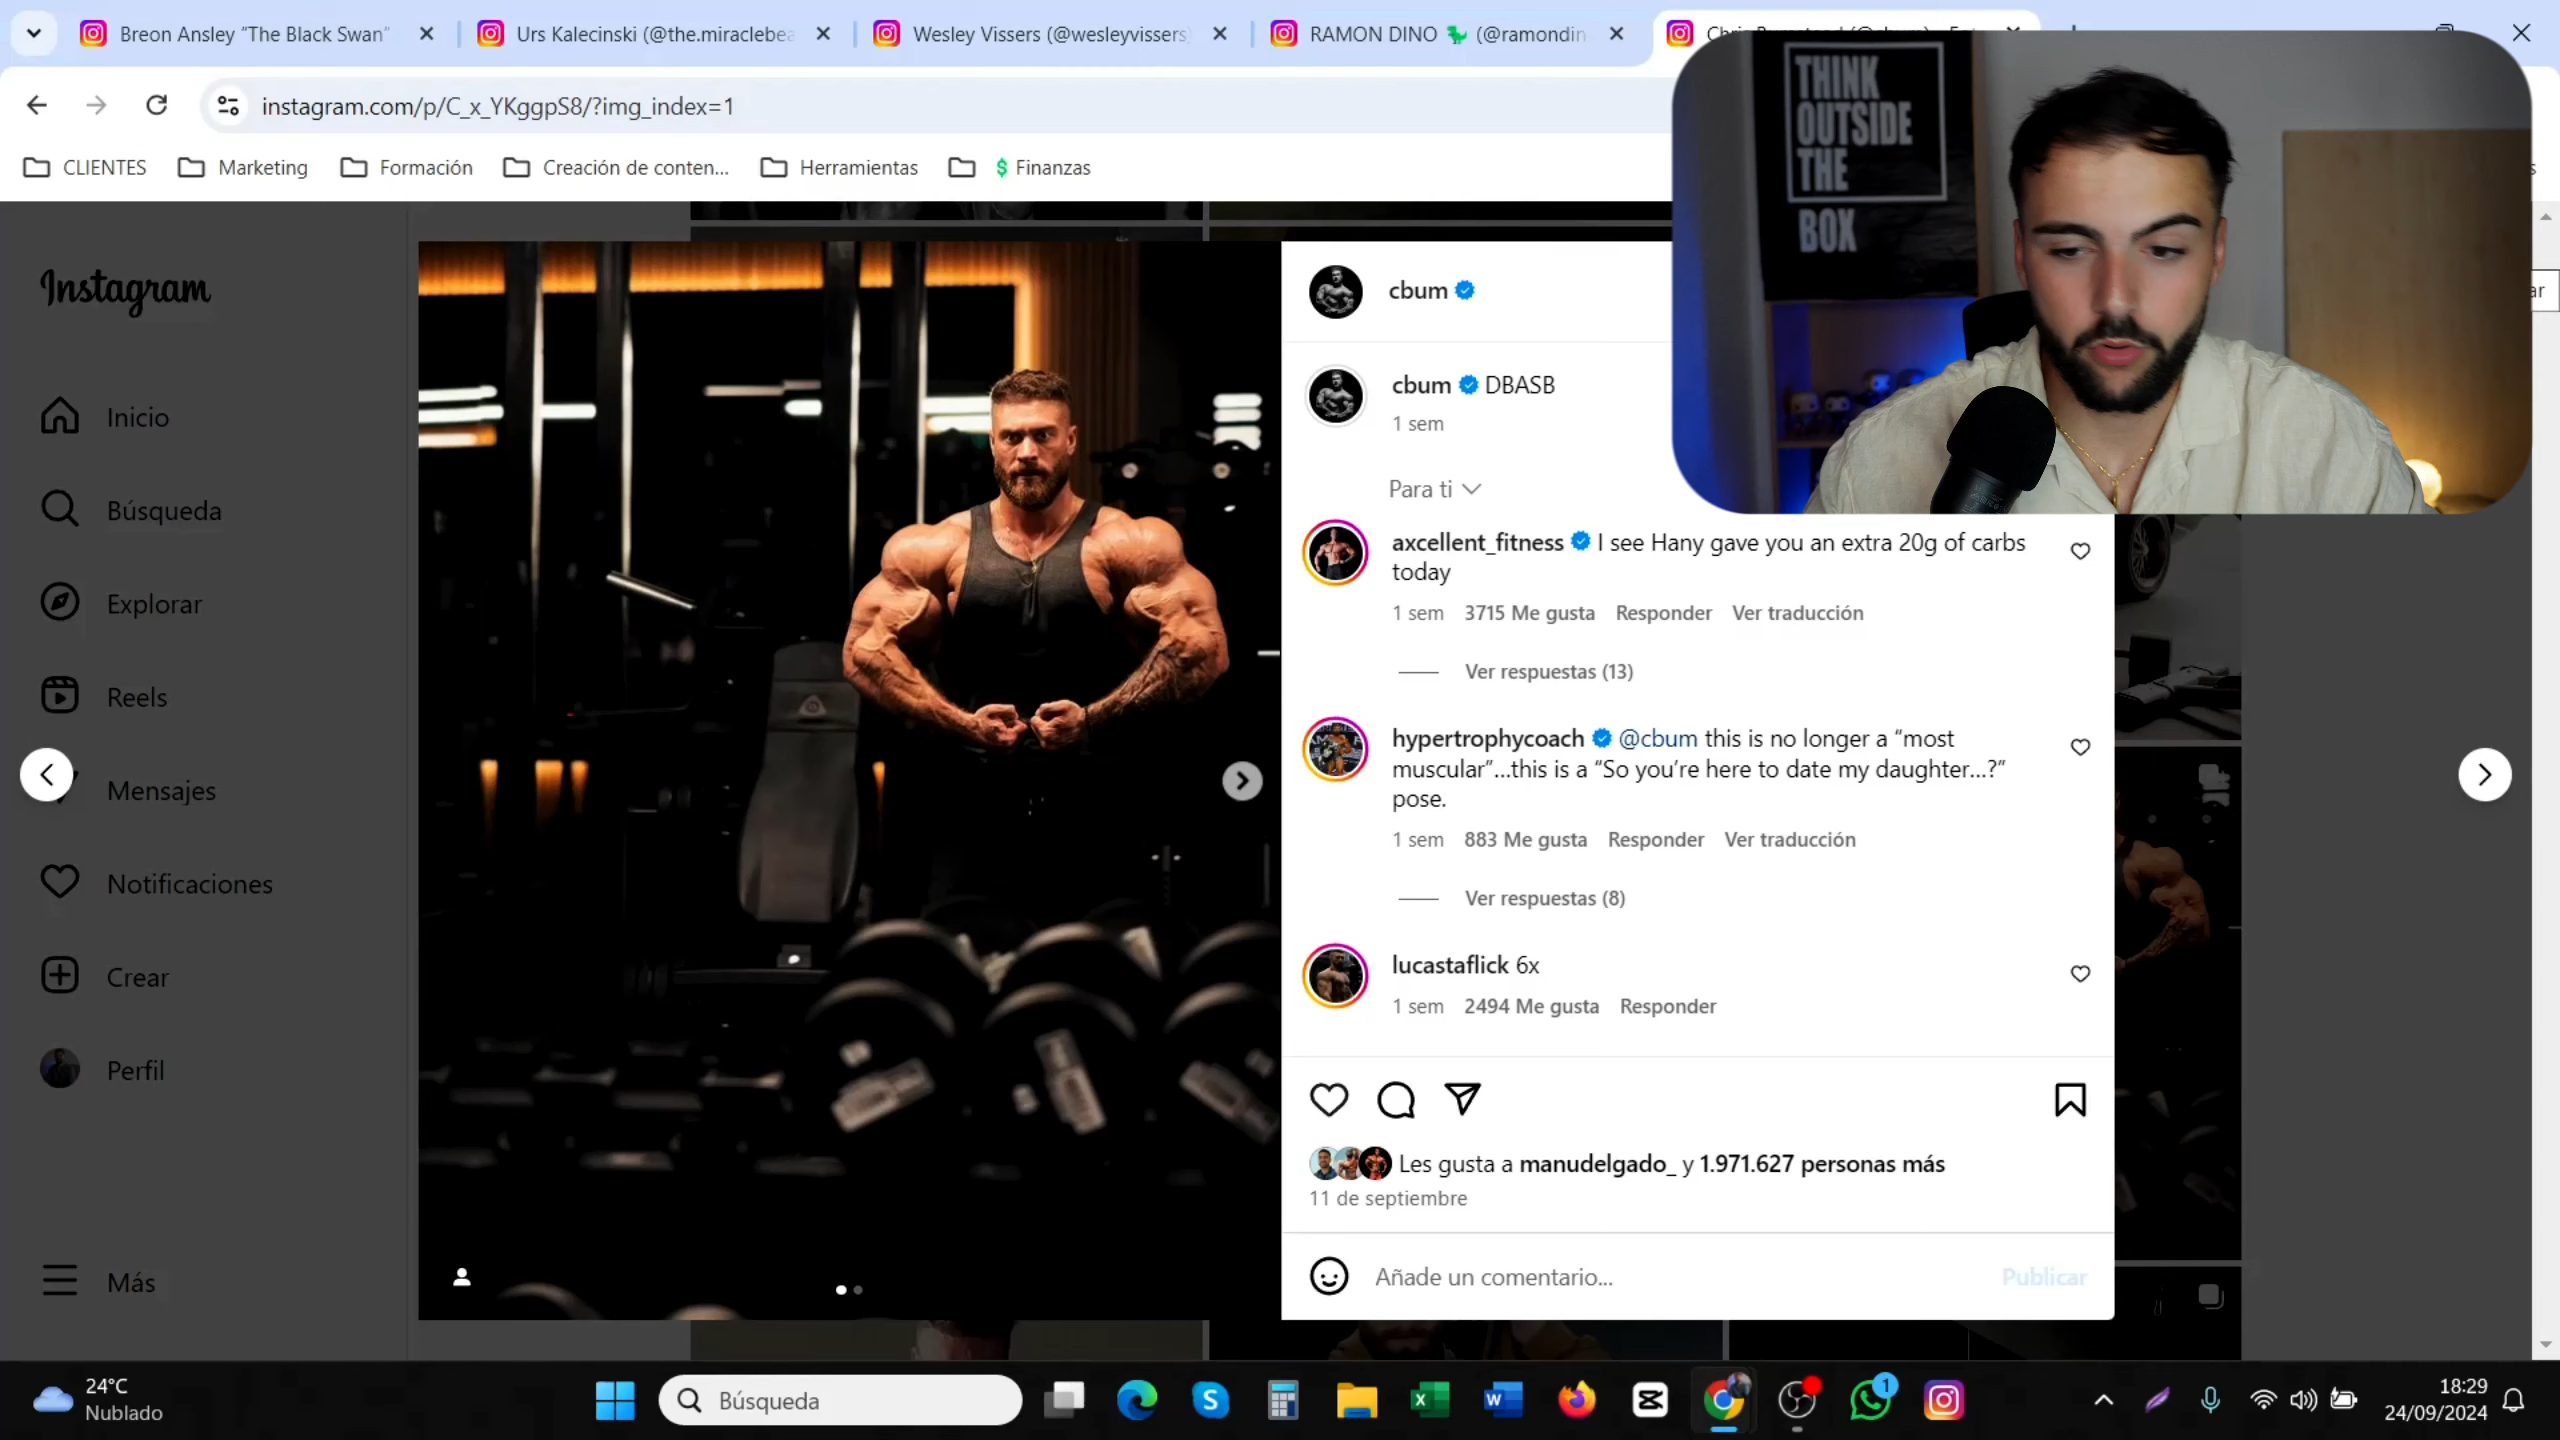 Breon Ansley “The Black Swan”
Urs Kalecinski (@the.miraclebea
Wesley Vissers (@wesleyvissers
RAMON DINO 🦖 (@ramondin
instagram.com/p/C_x_YKggpS8/?img_index=1
CLIENTES
Marketing
Formación
Creación de conten...
Herramientas
$ Finanzas
THINK
OUTSIDE
THE
BOX
Instagram
Inicio
Búsqueda
Explorar
Reels
Mensajes
Notificaciones
Crear
Perfil
Más
cbum
cbum DBASB
1 sem
Para ti
axcellent_fitness I see Hany gave you an extra 20g of carbs
today
1 sem 3715 Me gusta Responder Ver traducción
Ver respuestas (13)
hypertrophycoach @cbum this is no longer a “most
muscular”...this is a “So you’re here to date my daughter...?”
pose.
1 sem 883 Me gusta Responder Ver traducción
Ver respuestas (8)
lucastaflick 6x
1 sem 2494 Me gusta Responder
Les gusta a manudelgado_ y 1.971.627 personas más
11 de septiembre
Añade un comentario...
Publicar
24°C
Nublado
Búsqueda
1
18:29
24/09/2024